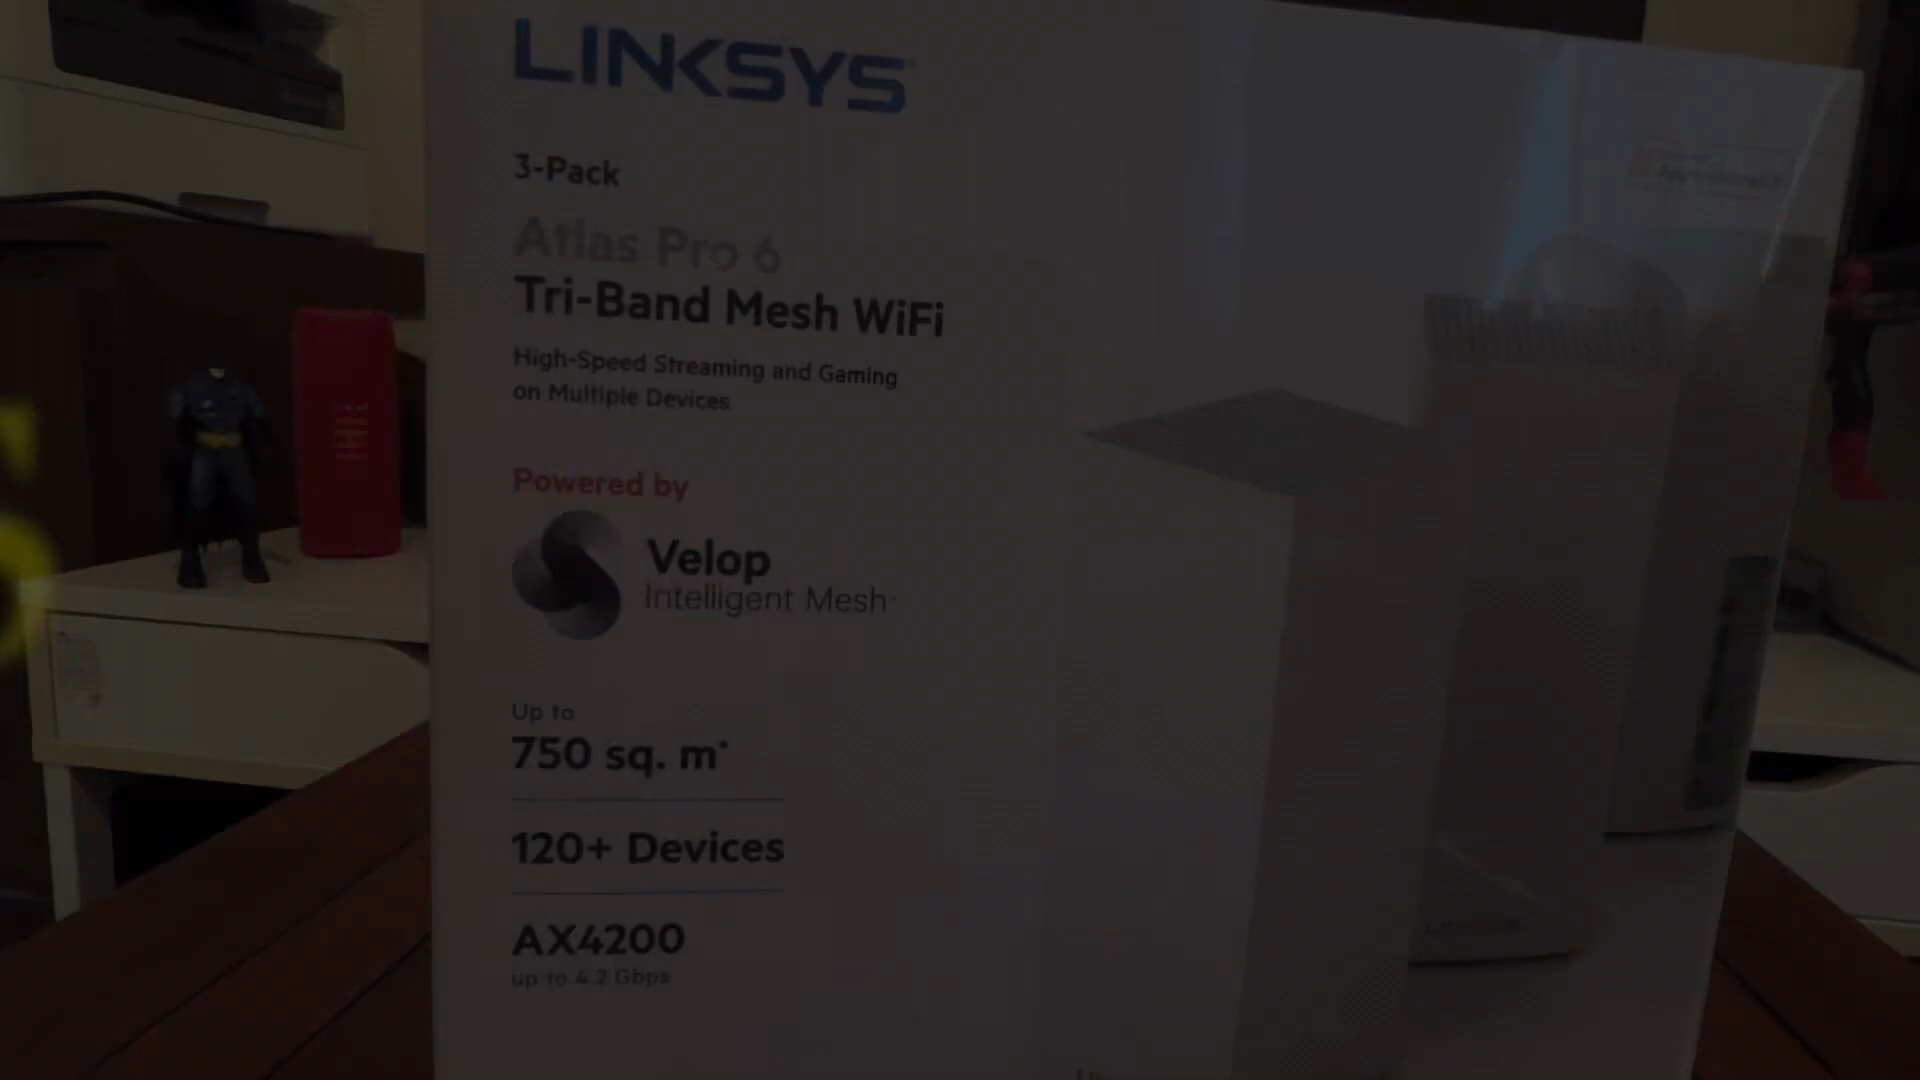 LINKSYS
3-Pack
Atlas Pro 6
Tri-Band Mesh WiFi
High-Speed Streaming and Gaming
on Multiple Devices
Powered by
Velop
Intelligent Mesh
Up to
750 sq. m*
120+ Devices
AX4200
up to 4.2 Gbps
JBL